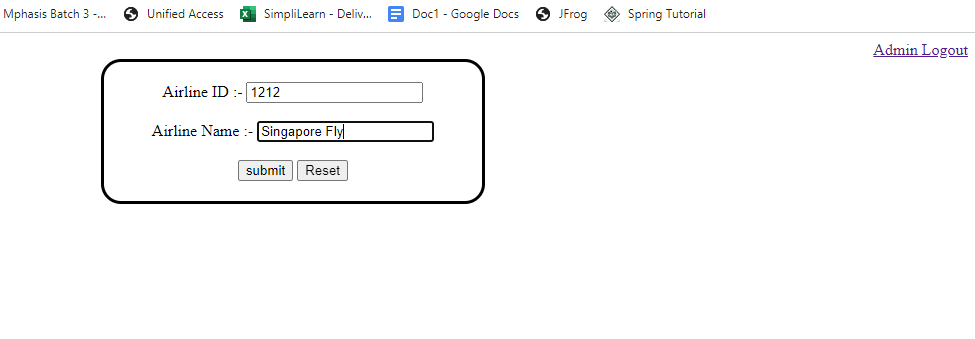 Mphasis Batch 3 -... Unified Access SimpliLearn - Deliv... Doc1 - Google Docs JFrog Spring Tutorial
Admin Logout
Airline ID :- 1212
Airline Name :- Singapore Fly
submit Reset